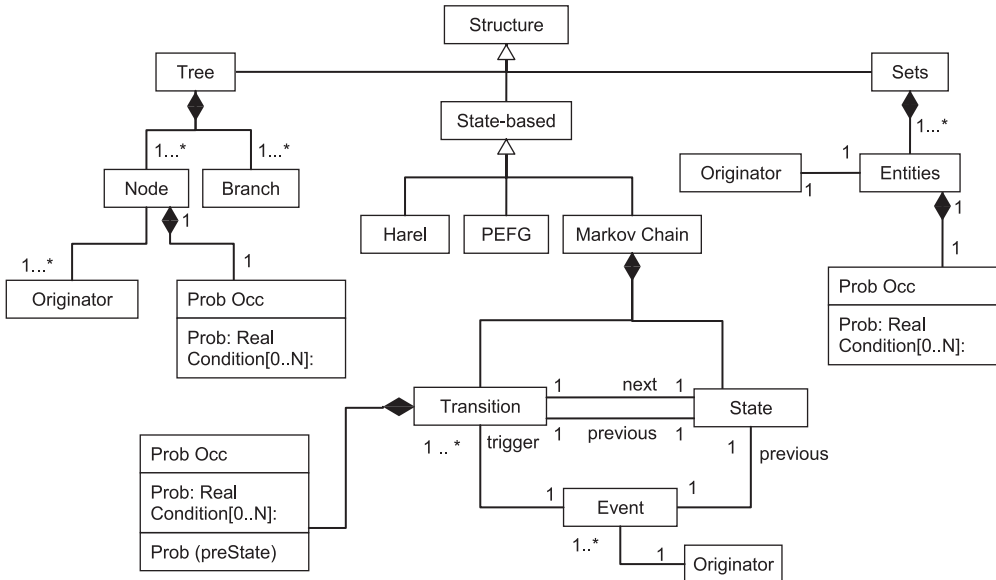 Structure
Tree
Sets
State-based
1...*
1...*
1...*
Node
Branch
Originator
1
1
Entities
1
1
Harel
PEFG
Markov Chain
1...*
1
1
Originator
Prob Occ
Prob: Real
Condition[0..N]:
Prob Occ
Prob: Real
Condition[0..N]:
1
next
1
Transition
State
1 .. *
trigger
1
previous
1
1
previous
Prob Occ
Prob: Real
Condition[0..N]:
Prob (preState)
1
1
Event
1..*
1
Originator